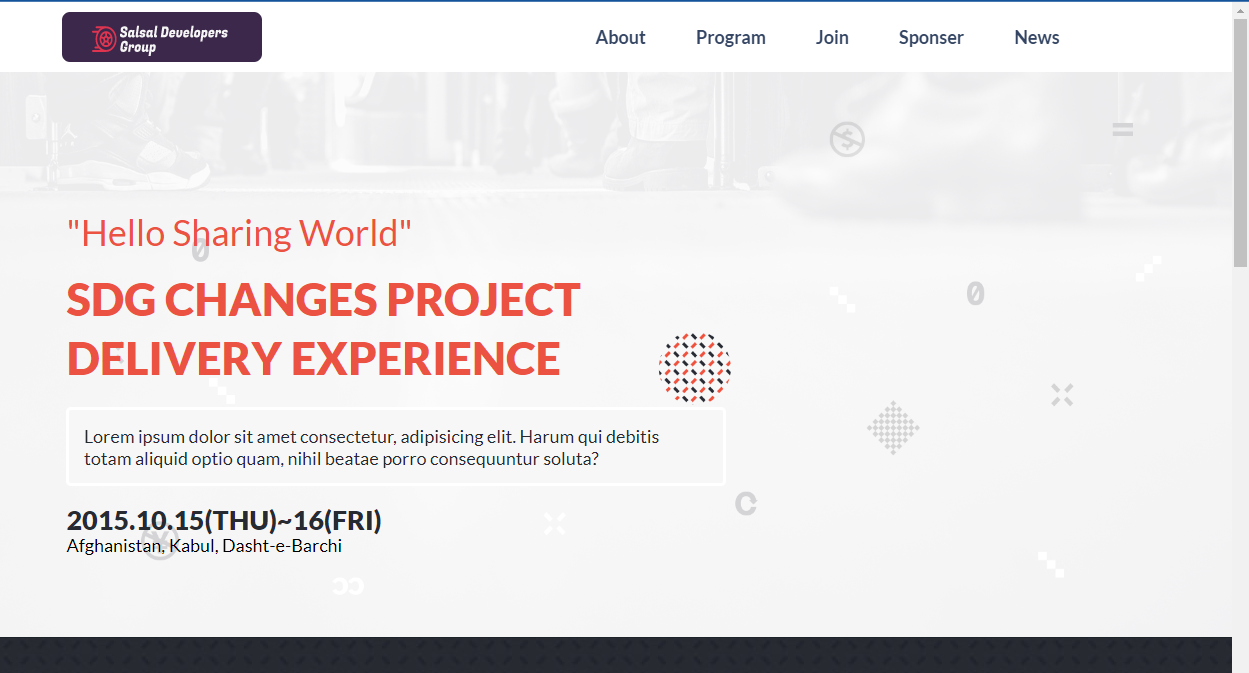 Salsal Developers
Group
About
Program
Join
Sponser
News
"Hello Sharing World"
SDG CHANGES PROJECT
DELIVERY EXPERIENCE
Lorem ipsum dolor sit amet consectetur, adipisicing elit. Harum qui debitis
totam aliquid optio quam, nihil beatae porro consequuntur soluta?
2015.10.15(THU)~16(FRI)
Afghanistan, Kabul, Dasht-e-Barchi